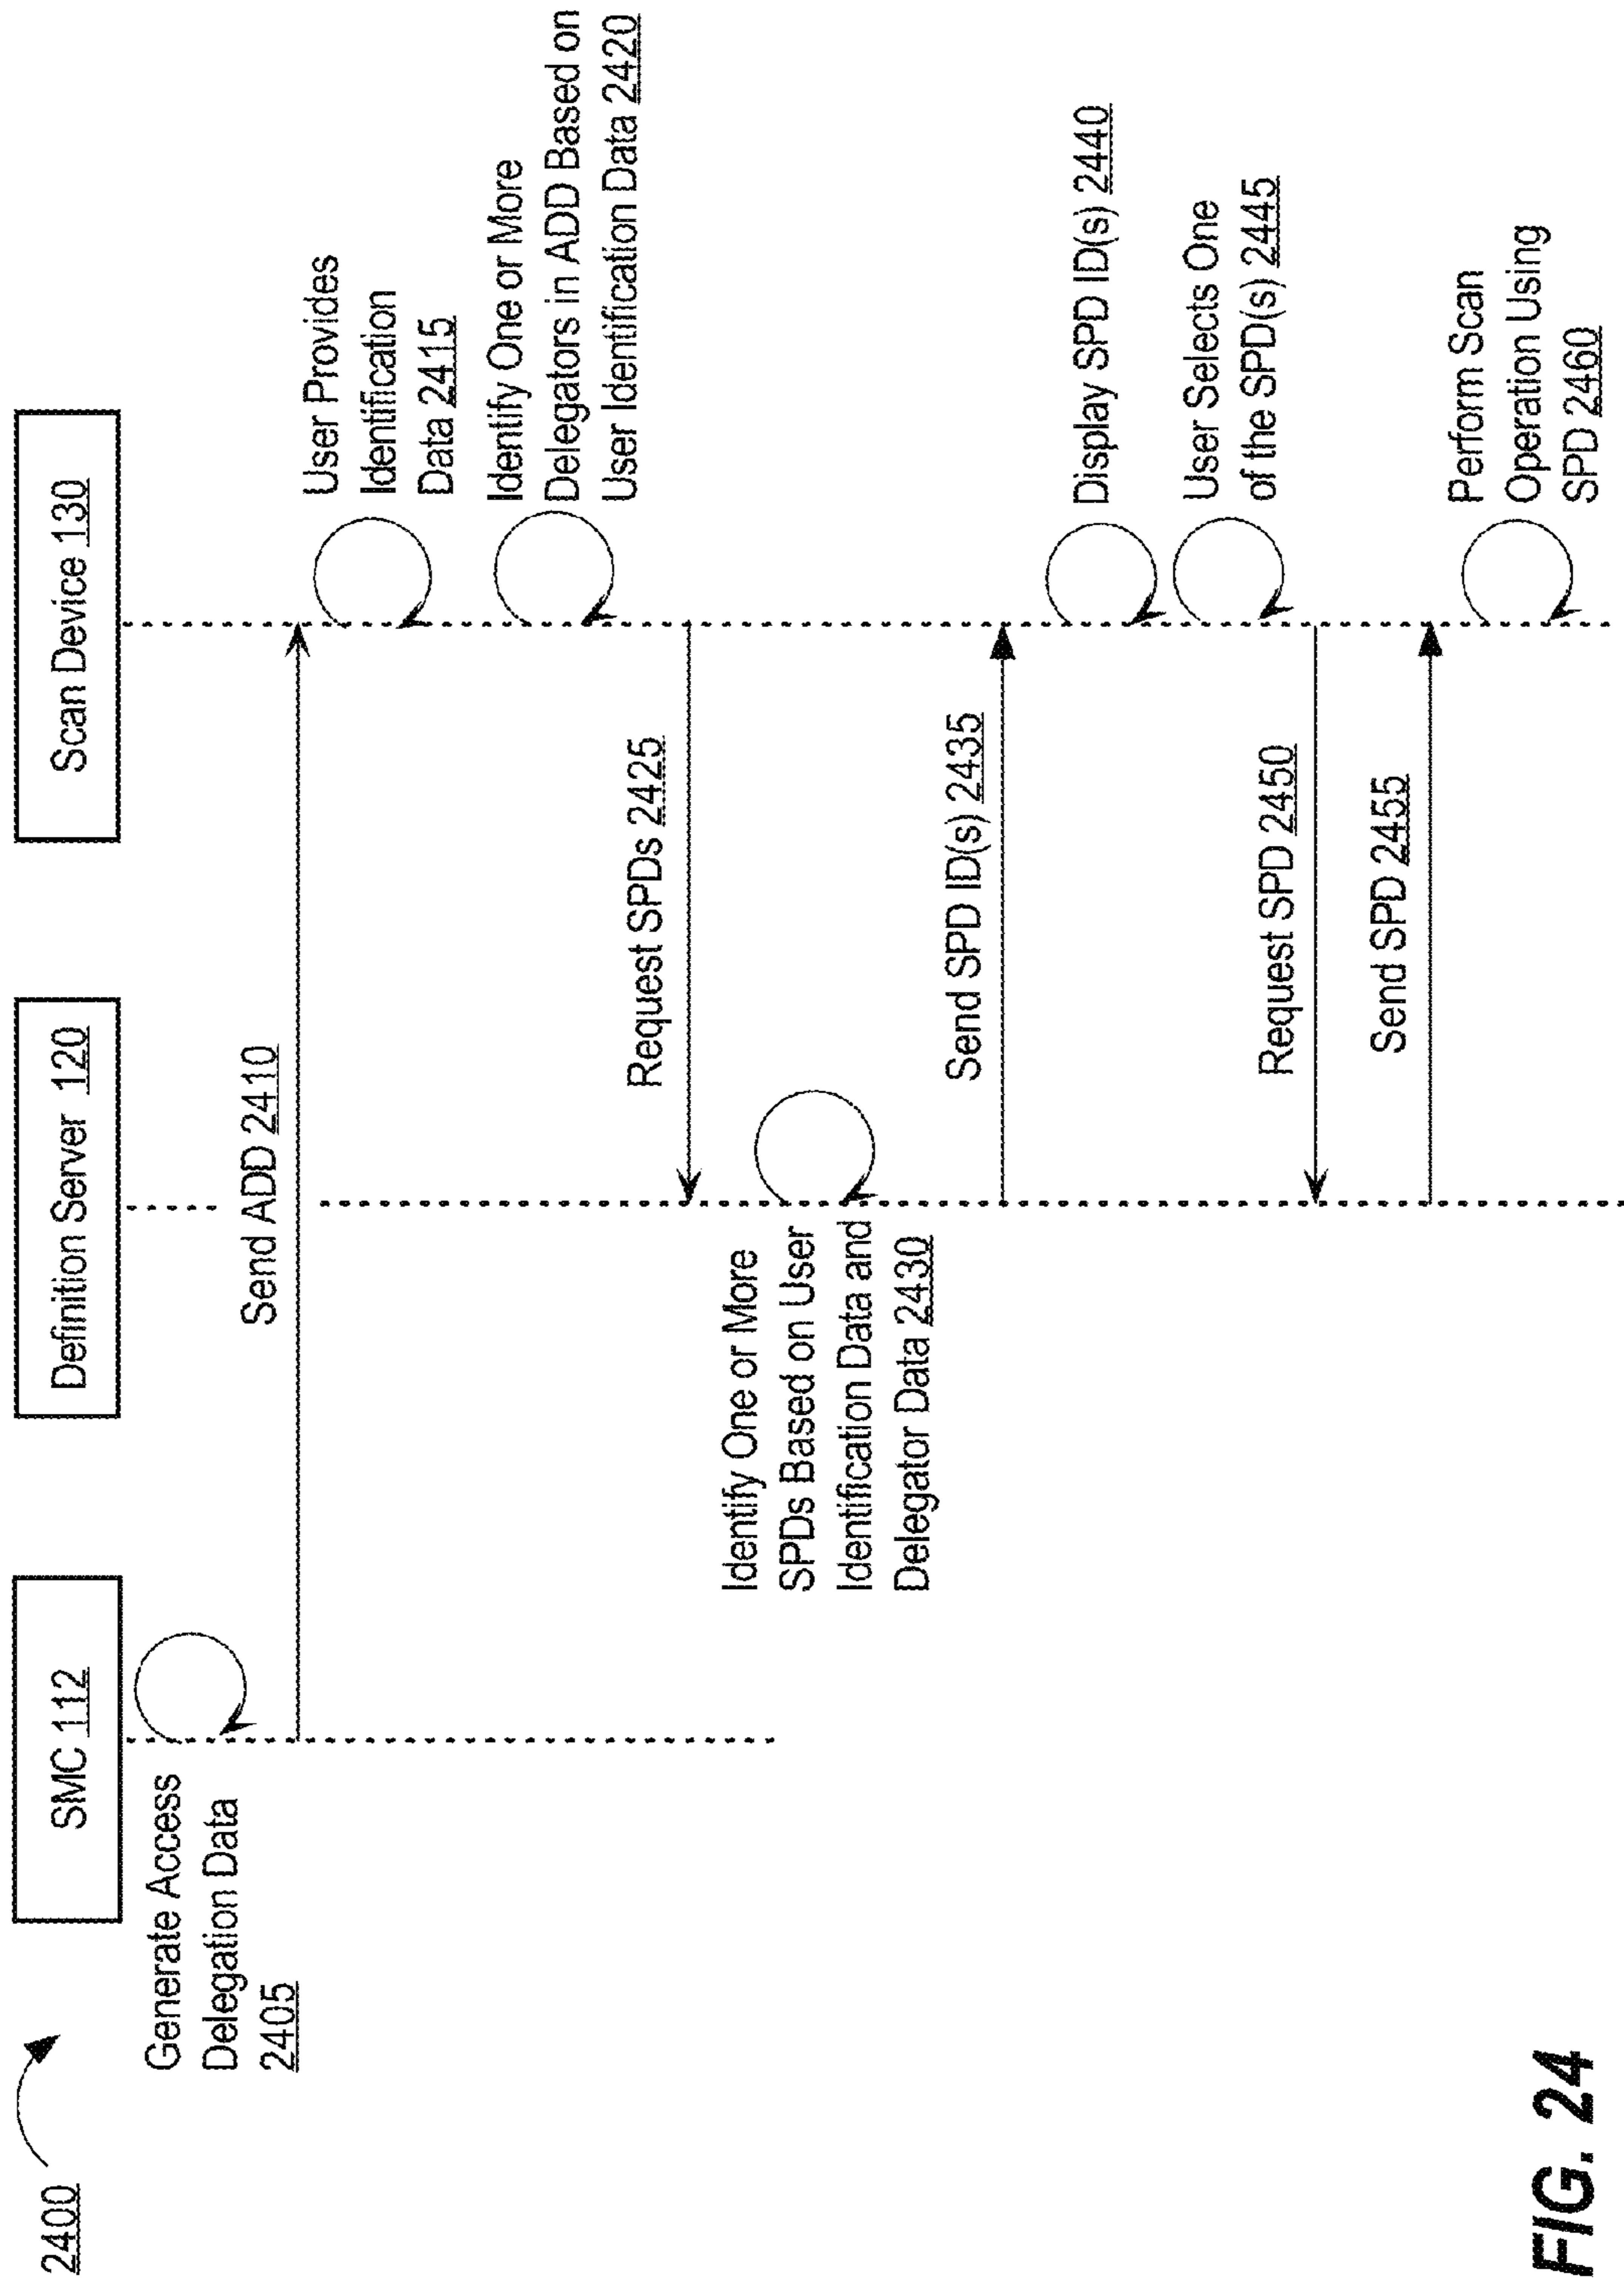 2400
SMC 112
Definition Server 120
Scan Device 130
Generate Access
Delegation Data
2405
Send ADD 2410
User Provides
Identification
Data 2415
Identify One or More
Delegators in ADD Based on
User Identification Data 2420
Request SPDs 2425
Identify One or More
SPDs Based on User
Identification Data and
Delegator Data 2430
Send SPD ID(s) 2435
Display SPD ID(s) 2440
User Selects One
of the SPD(s) 2445
Request SPD 2450
Send SPD 2455
Perform Scan
Operation Using
SPD 2460
FIG. 24